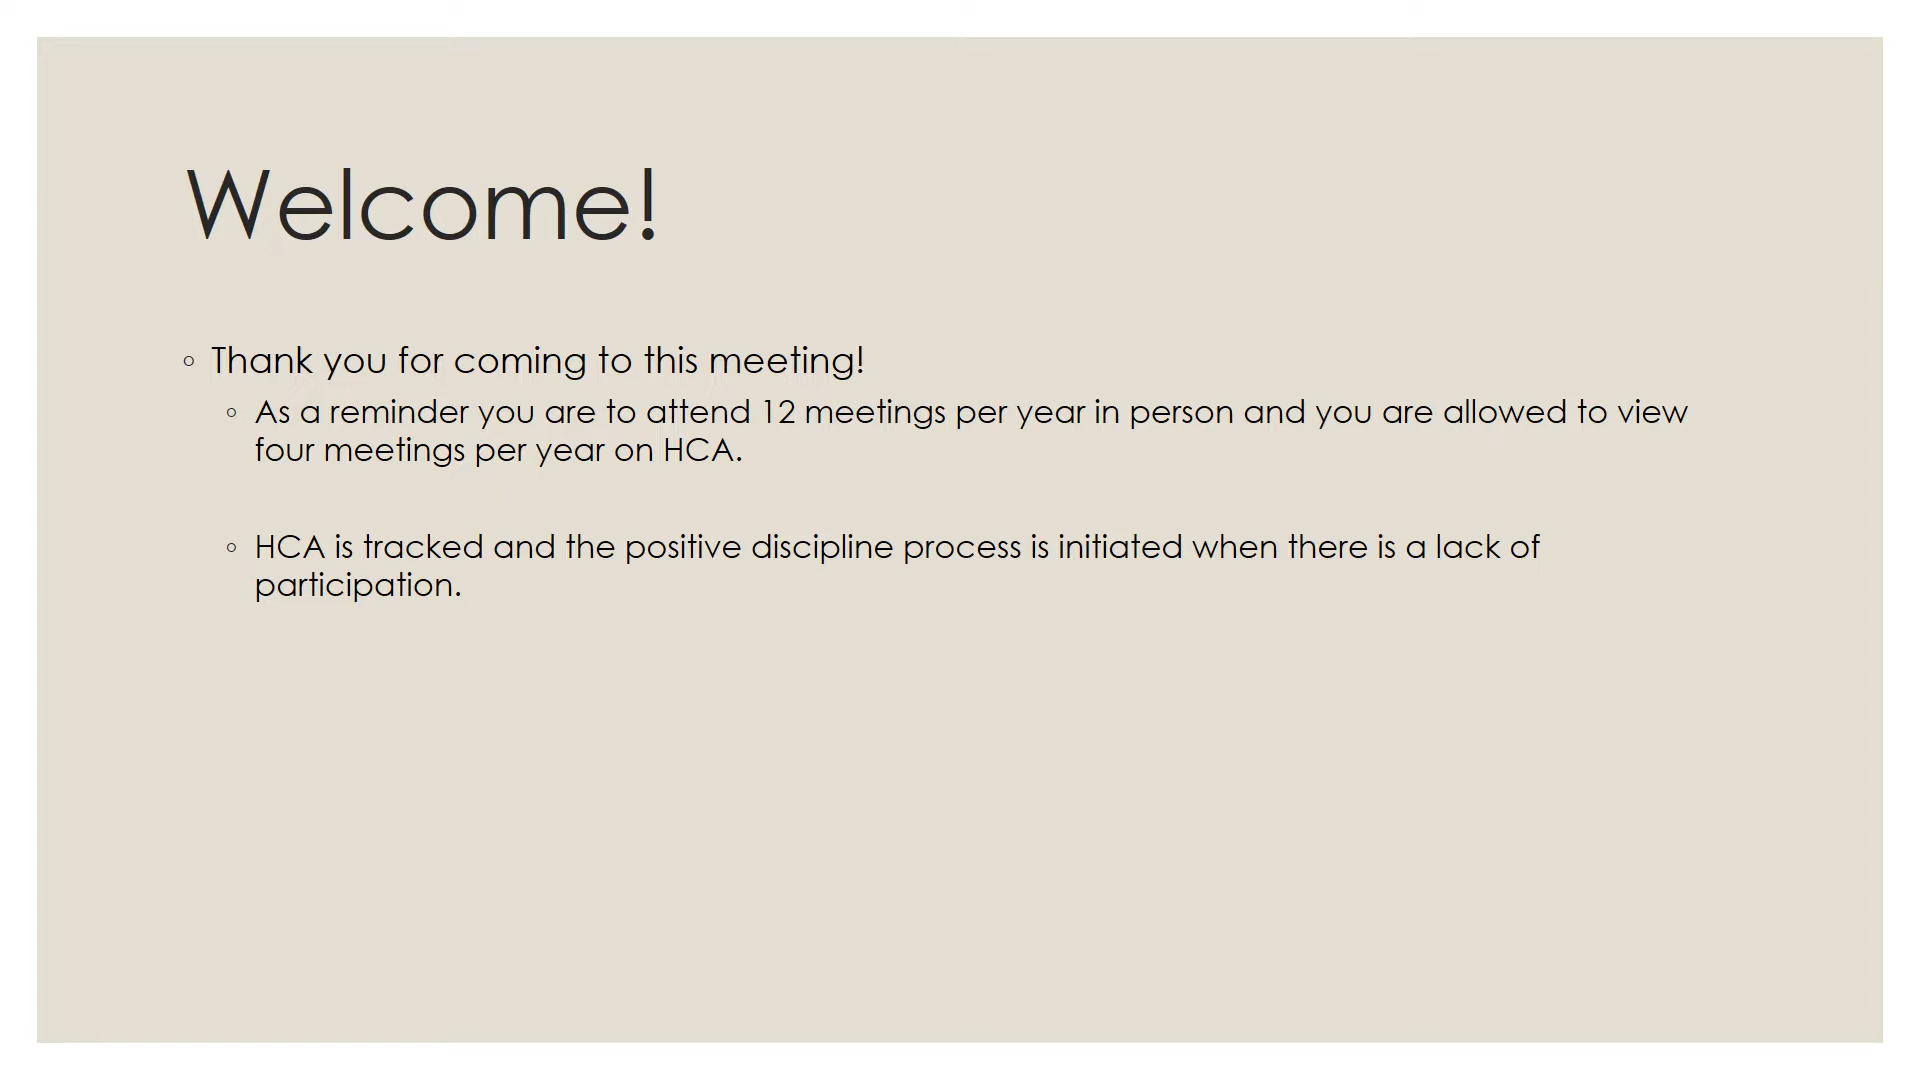 Welcome!
◦ Thank you for coming to this meeting!
◦ As a reminder you are to attend 12 meetings per year in person and you are allowed to view
four meetings per year on HCA.
◦ HCA is tracked and the positive discipline process is initiated when there is a lack of
participation.